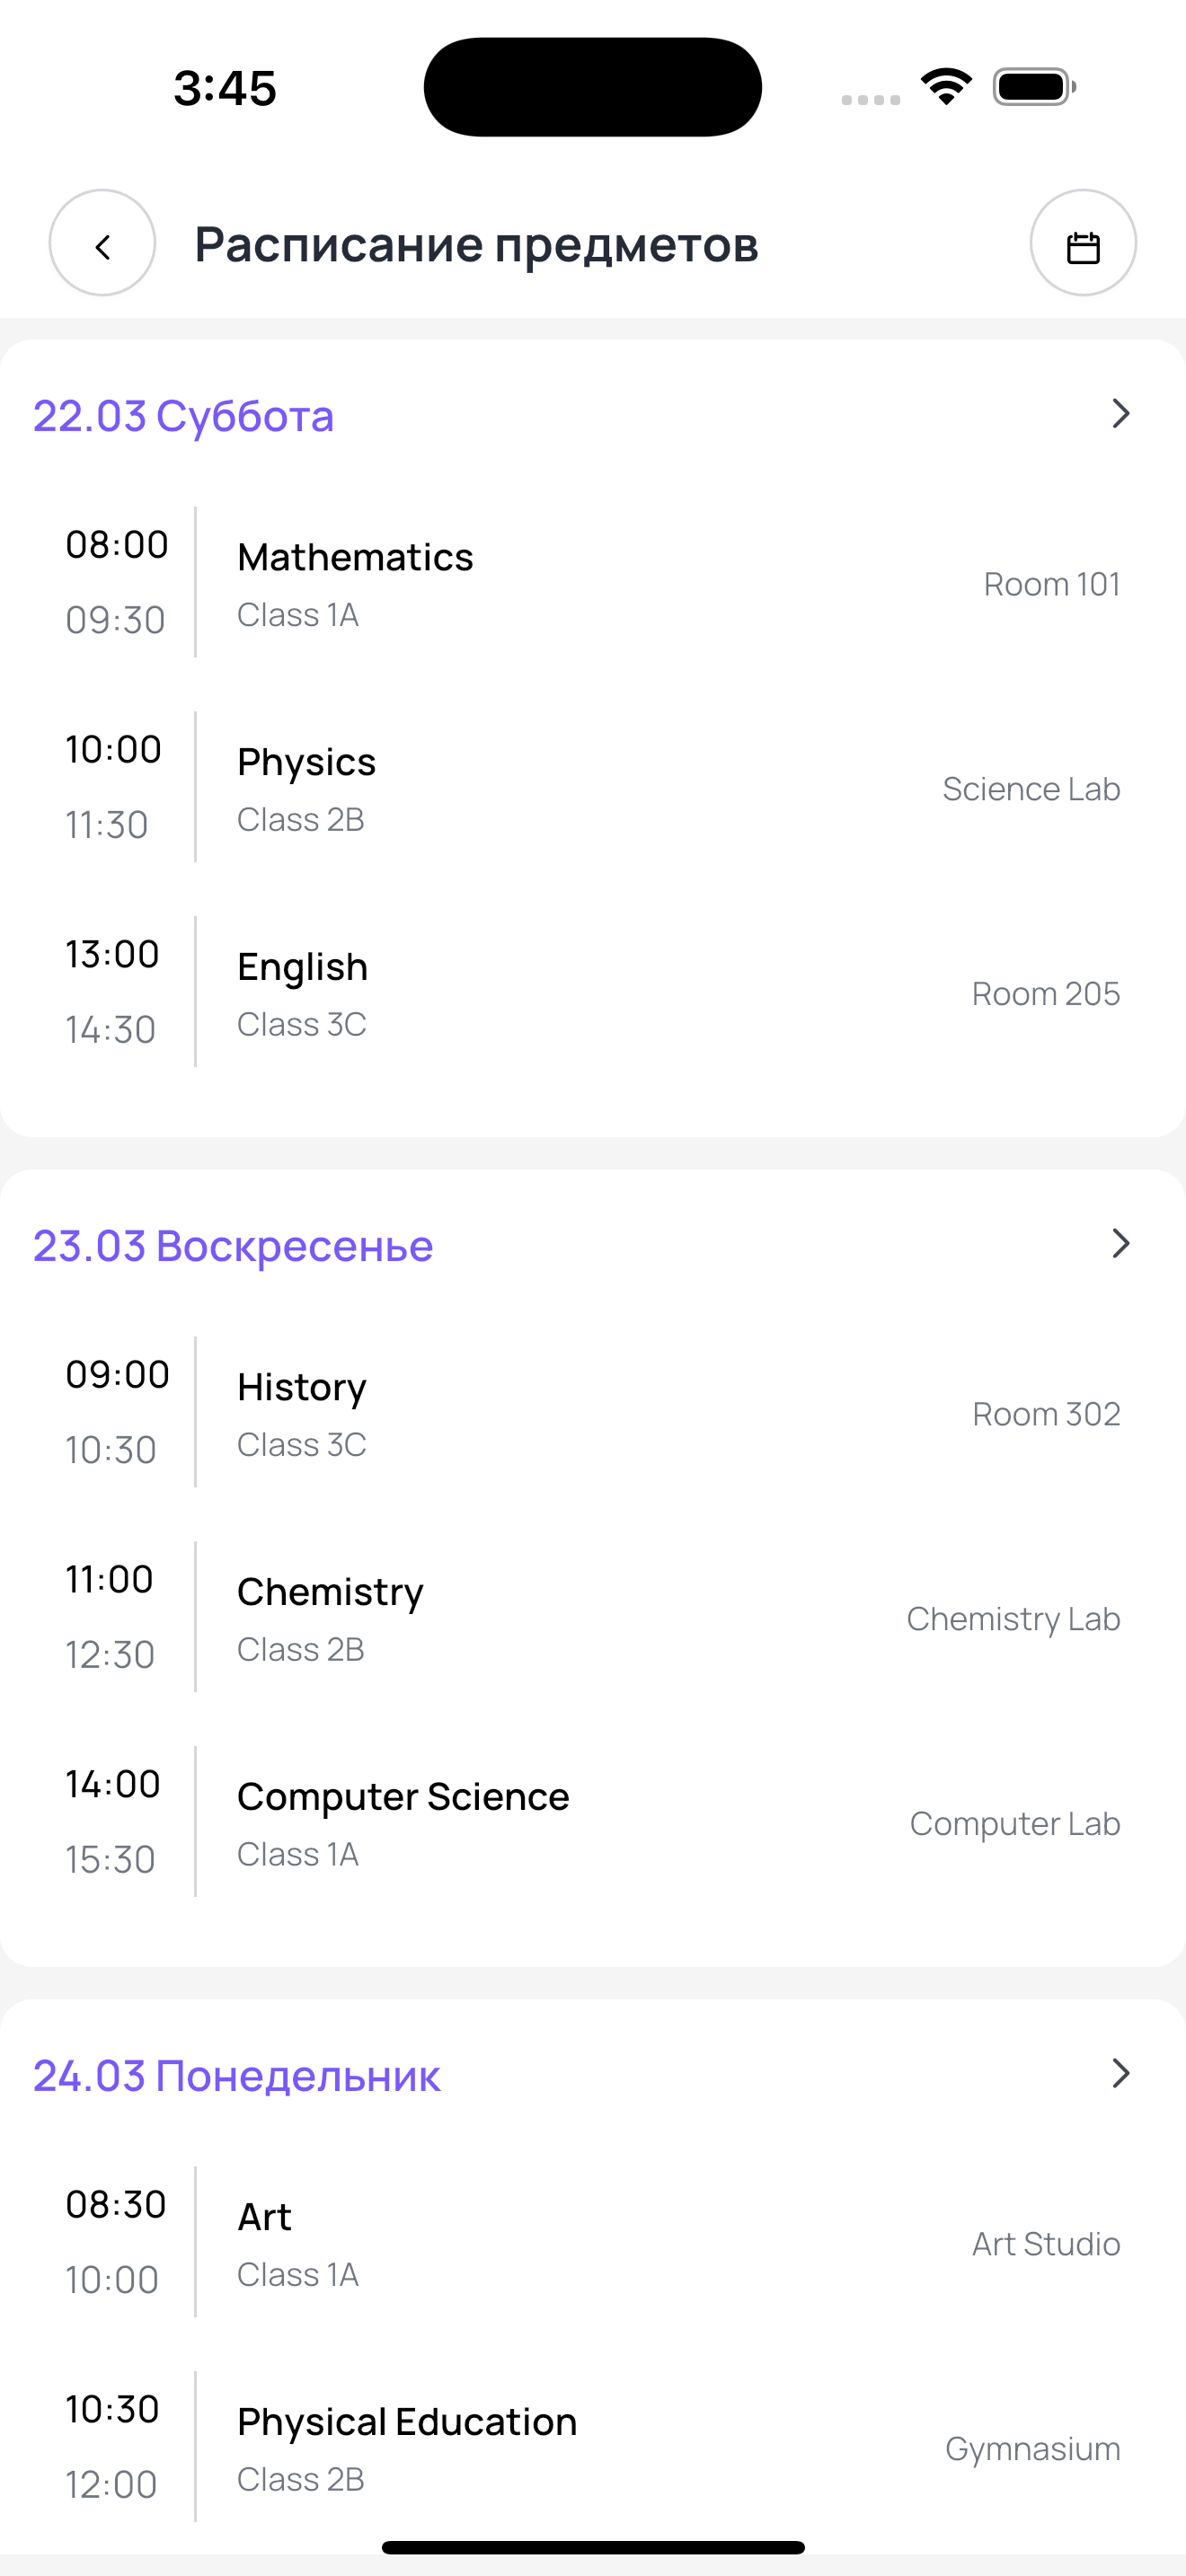 3:45
Расписание предметов
22.03 Суббота
08:00
09:30
Mathematics
Class 1A
Room 101
10:00
11:30
Physics
Class 2B
Science Lab
13:00
14:30
English
Class 3C
Room 205
23.03 Воскресенье
09:00
10:30
History
Class 3C
Room 302
11:00
12:30
Chemistry
Class 2B
Chemistry Lab
14:00
15:30
Computer Science
Class 1A
Computer Lab
24.03 Понедельник
08:30
10:00
Art
Class 1A
Art Studio
10:30
12:00
Physical Education
Class 2B
Gymnasium